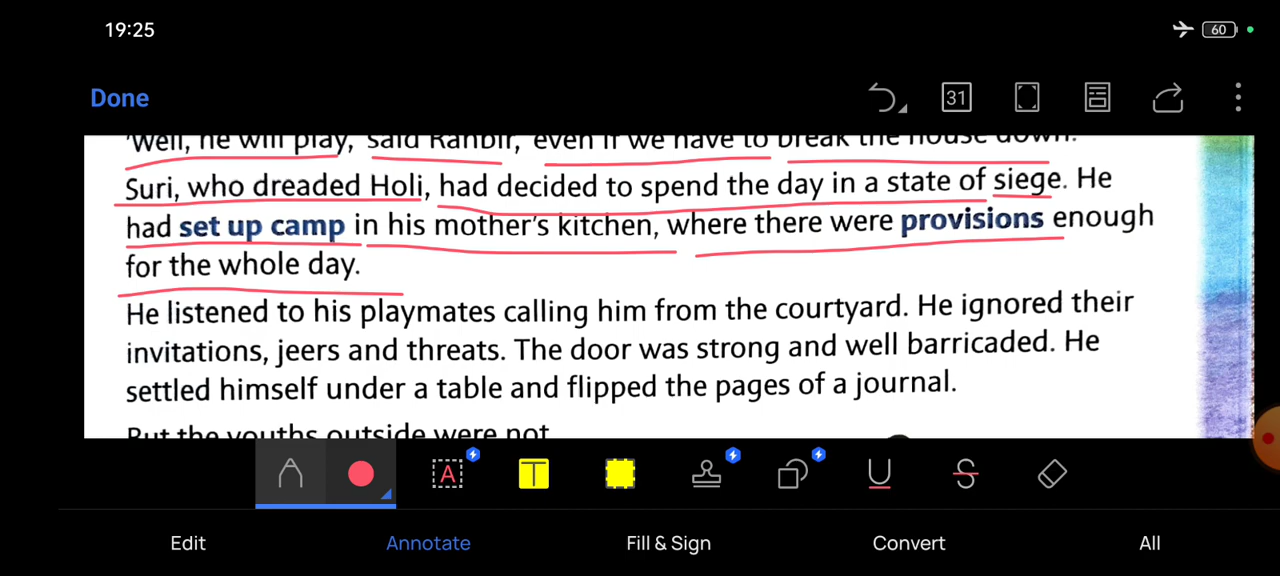 19:25
60
Done
31
'Well, he will play, said Ranbir, even if we have to break the house down.
Suri, who dreaded Holi, had decided to spend the day in a state of siege. He
had set up camp in his mother's kitchen, where there were provisions enough
for the whole day.
He listened to his playmates calling him from the courtyard. He ignored their
invitations, jeers and threats. The door was strong and well barricaded. He
settled himself under a table and flipped the pages of a journal.
But the youths outside were not
A
T
U
S
Edit
Annotate
Fill & Sign
Convert
All